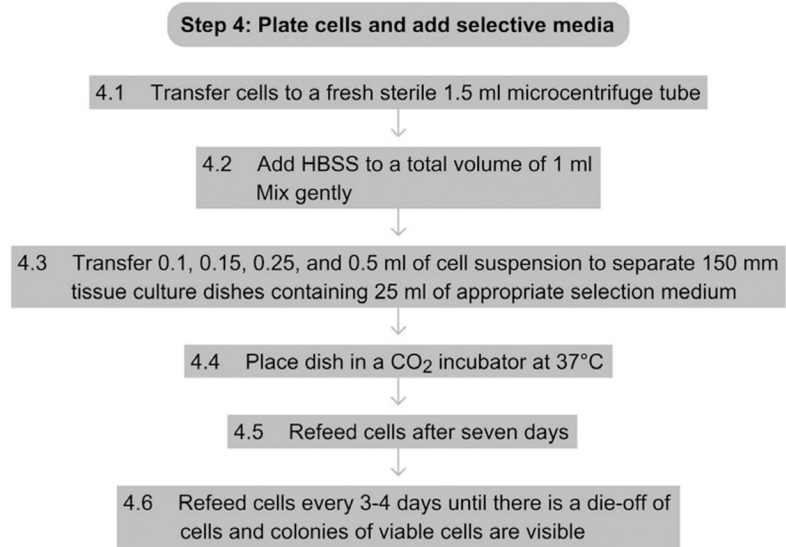 Step 4: Plate cells and add selective media
4.1 Transfer cells to a fresh sterile 1.5 ml microcentrifuge tube
4.2 Add HBSS to a total volume of 1 ml
Mix gently
4.3 Transfer 0.1, 0.15, 0.25, and 0.5 ml of cell suspension to separate 150 mm
tissue culture dishes containing 25 ml of appropriate selection medium
4.4 Place dish in a CO₂ incubator at 37°C
4.5 Refeed cells after seven days
4.6 Refeed cells every 3-4 days until there is a die-off of
cells and colonies of viable cells are visible